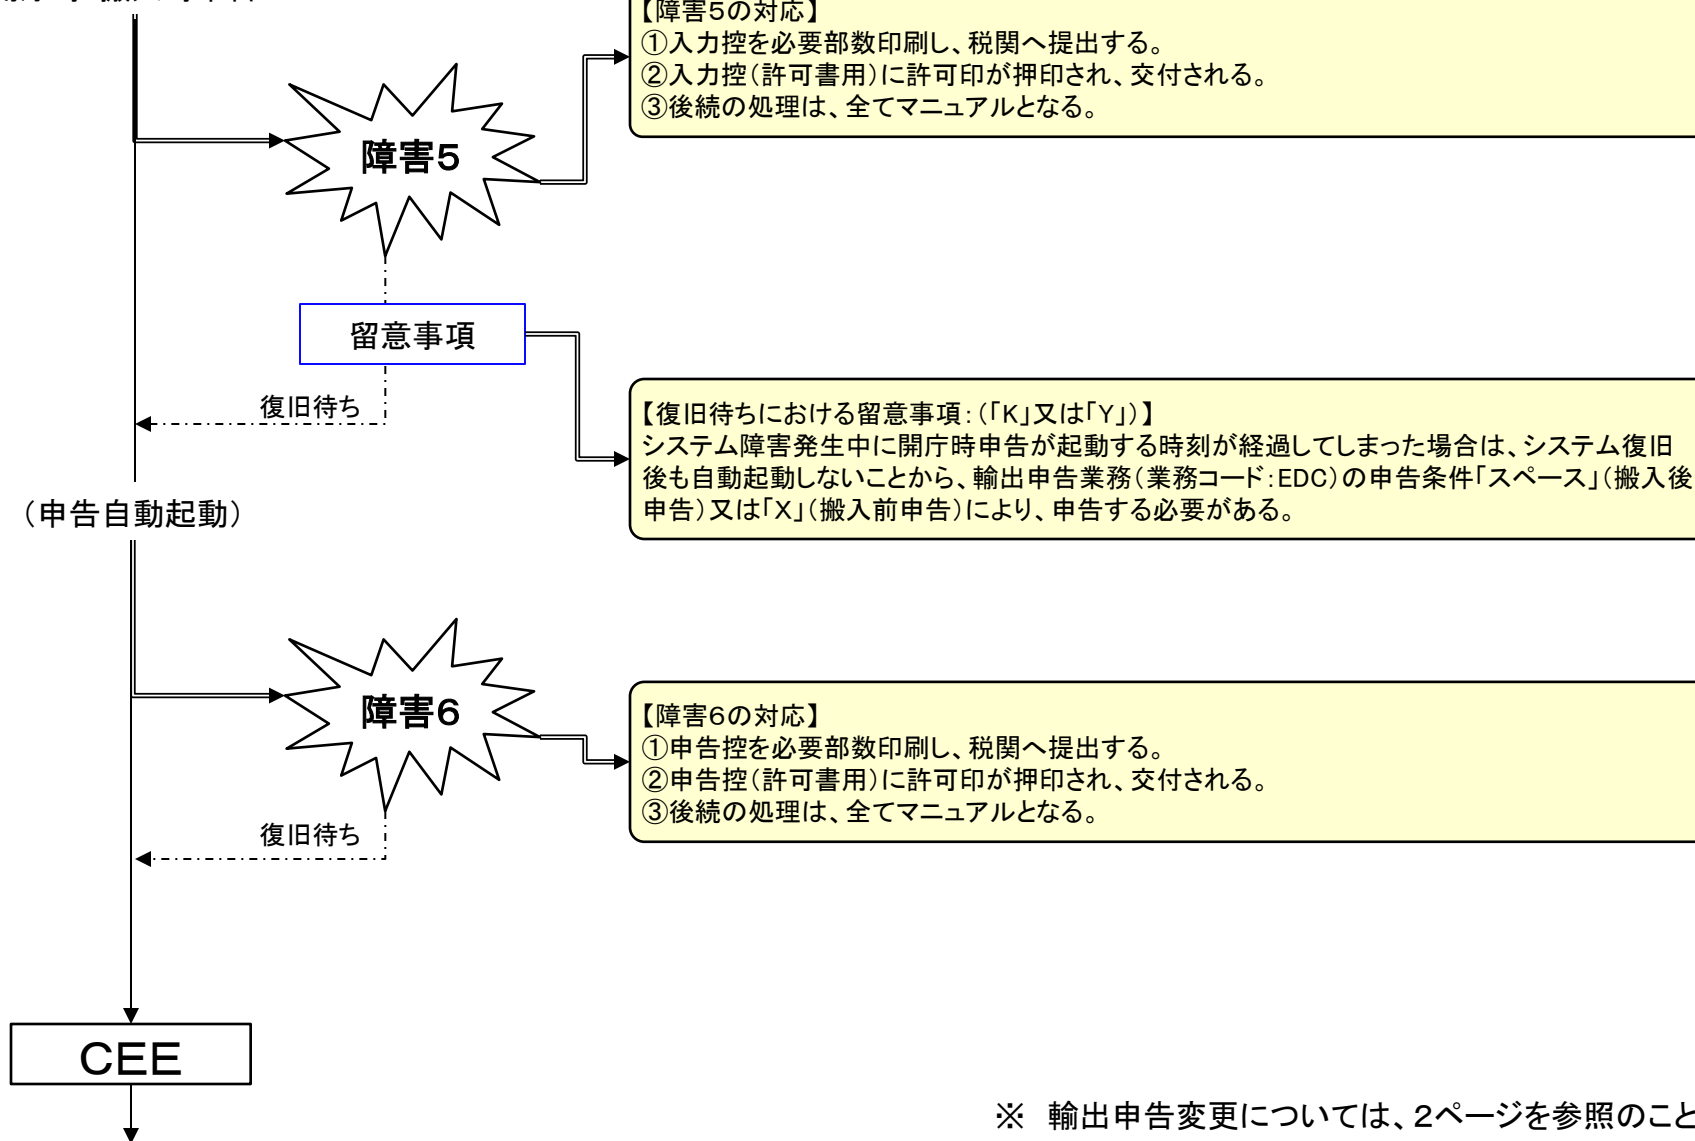 【障害5の対応】
①入力控を必要部数印刷し、税関へ提出する。
②入力控(許可書用)に許可印が押印され、交付される。
③後続の処理は、全てマニュアルとなる。
障害5
留意事項
復旧待ち
【復旧待ちにおける留意事項:(「K」又は「Y」)】
システム障害発生中に開庁時申告が起動する時刻が経過してしまった場合は、システム復旧
後も自動起動しないことから、輸出申告業務(業務コード:EDC)の申告条件「スペース」(搬入後
申告)又は「X」(搬入前申告)により、申告する必要がある。
(申告自動起動)
障害6
【障害6の対応】
①申告控を必要部数印刷し、税関へ提出する。
②申告控(許可書用)に許可印が押印され、交付される。
③後続の処理は、全てマニュアルとなる。
復旧待ち
CEE
※ 輸出申告変更については、2ページを参照のこと